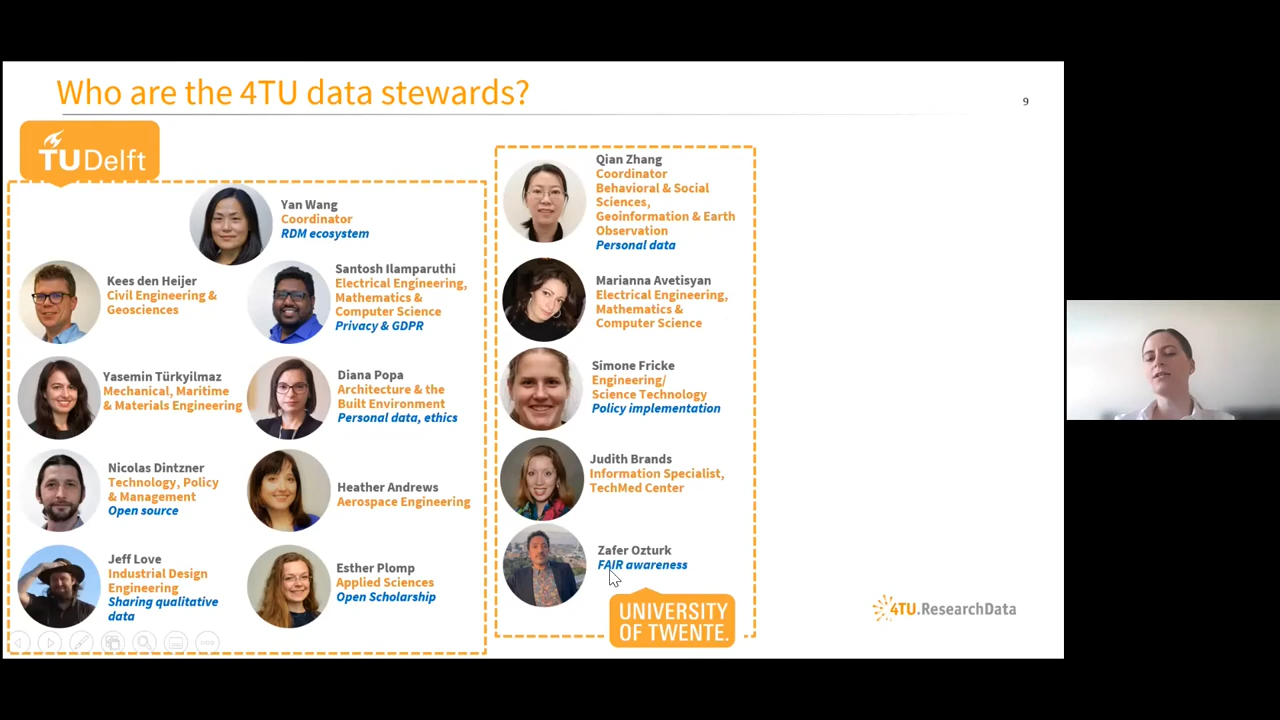 Who are the 4TU data stewards?
9
TUDelft
Yan Wang
Coordinator
RDM ecosystem
Kees den Heijer
Civil Engineering &
Geosciences
Santosh Ilamparuthi
Electrical Engineering,
Mathematics &
Computer Science
Privacy & GDPR
Yasemin Türkyilmaz
Mechanical, Maritime
& Materials Engineering
Diana Popa
Architecture & the
Built Environment
Personal data, ethics
Nicolas Dintzner
Technology, Policy
& Management
Open source
Heather Andrews
Aerospace Engineering
Jeff Love
Industrial Design
Engineering
Sharing qualitative
data
Esther Plomp
Applied Sciences
Open Scholarship
Qian Zhang
Coordinator
Behavioral & Social
Sciences,
Geoinformation & Earth
Observation
Personal data
Marianna Avetisyan
Electrical Engineering,
Mathematics &
Computer Science
Simone Fricke
Engineering/
Science Technology
Policy implementation
Judith Brands
Information Specialist,
TechMed Center
Zafer Ozturk
FAIR awareness
UNIVERSITY
OF TWENTE.
4TU.ResearchData